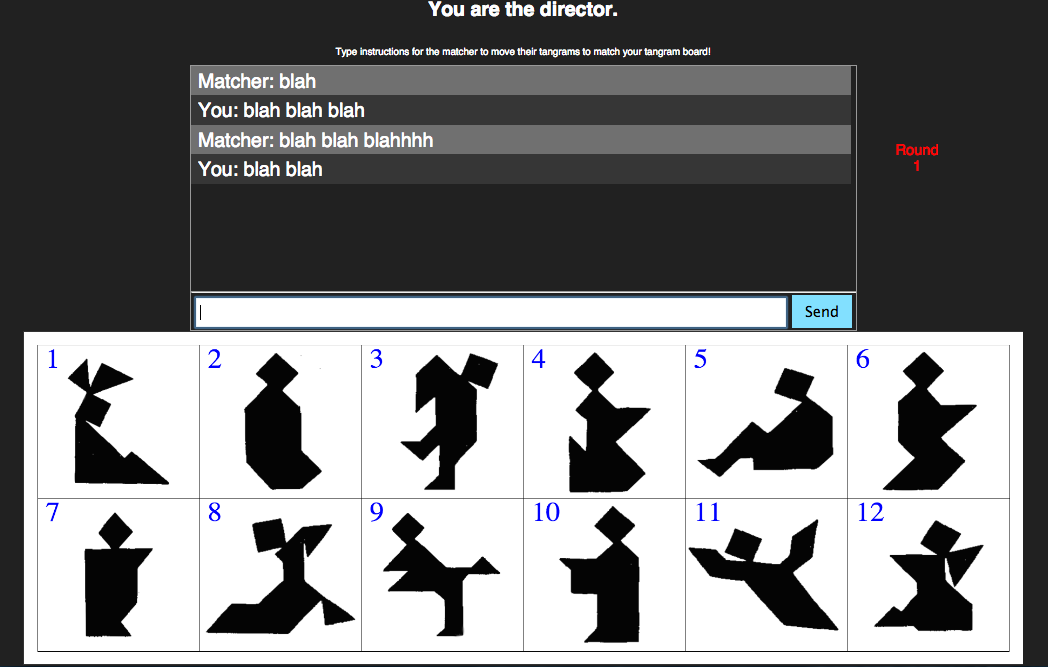 You are the director.
Type instructions for the matcher to move their tangrams to match your tangram board!
Matcher: blah
You: blah blah blah
Matcher: blah blah blahhhh
You: blah blah
Round
1
Send
1 2 3 4 5 6
7 8 9 10 11 12